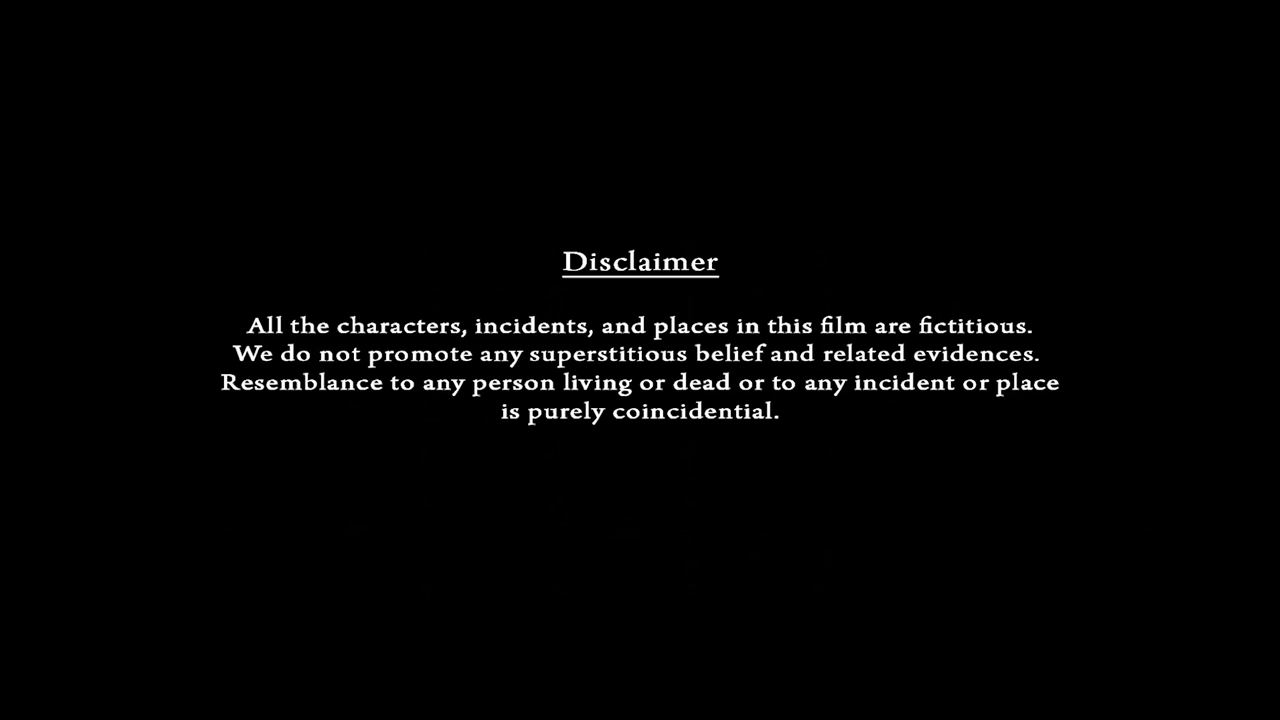 Disclaimer
All the characters, incidents, and places in this film are fictitious.
We do not promote any superstitious belief and related evidences.
Resemblance to any person living or dead or to any incident or place
is purely coincidential.